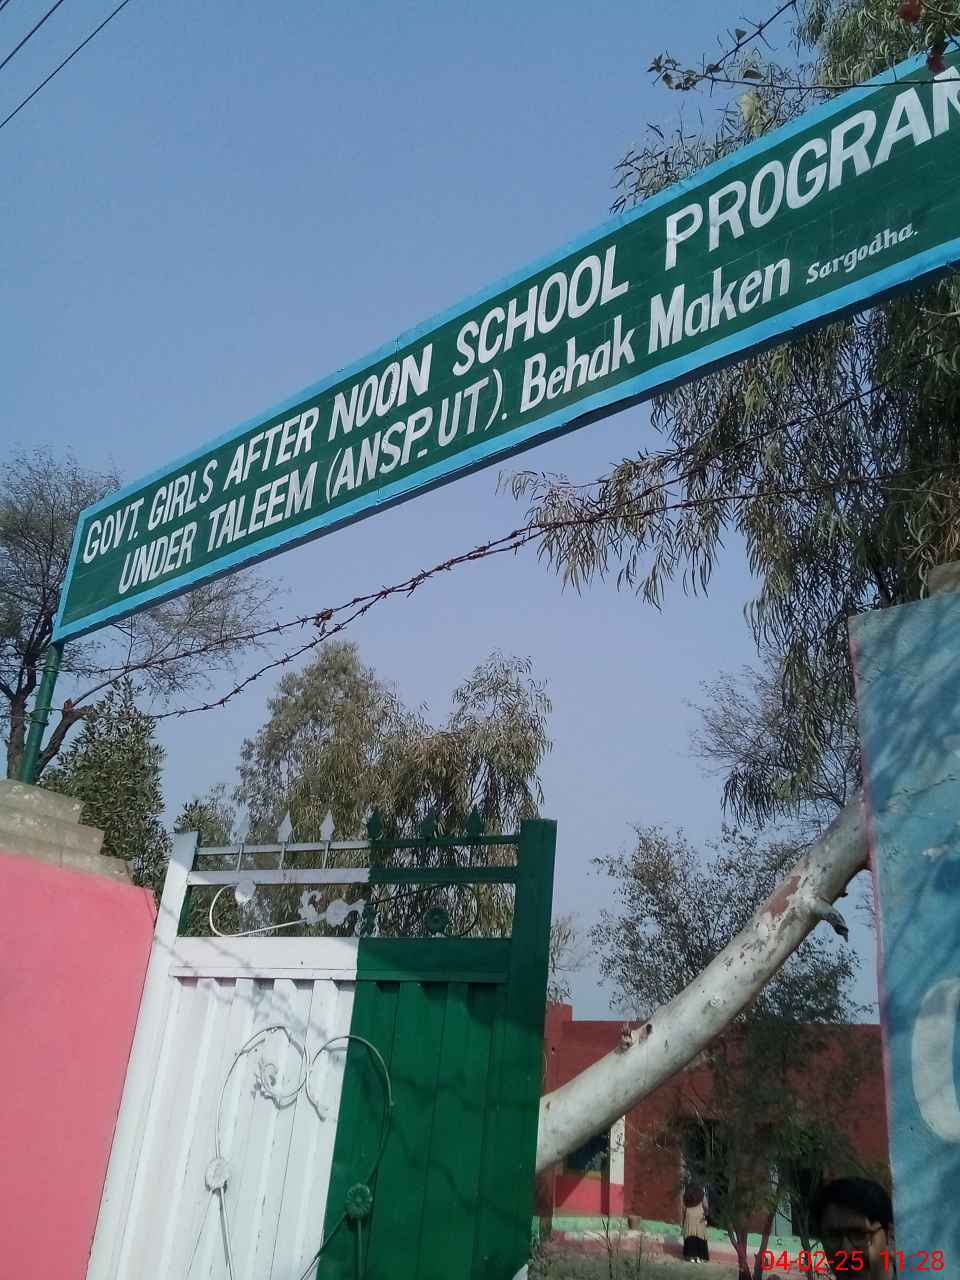 GOVT. GIRLS AFTER NOON SCHOOL PROGRAM
UNDER TALEEM (ANSP.UT). Behak Maken Sargodha.
04-02-25 11:28